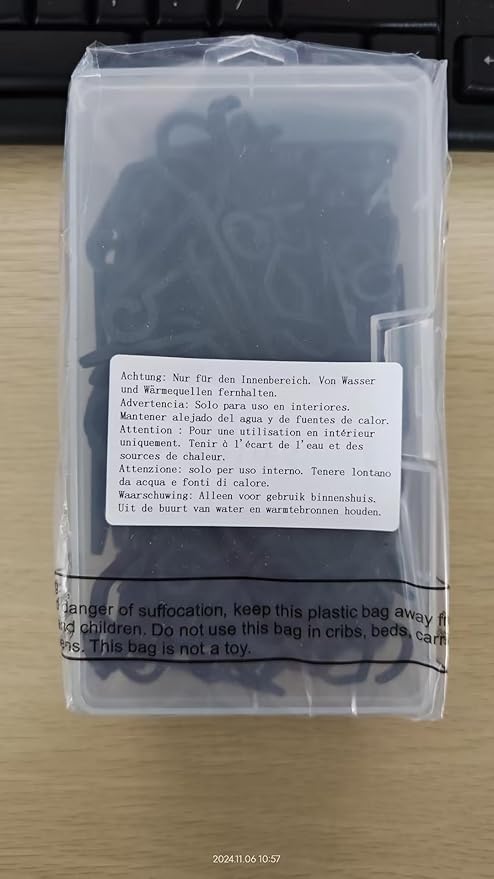 Achtung: Nur für den Innenbereich. Von Wasser
und Wärmequellen fernhalten.
Advertencia: Solo para uso en interiores.
Mantener alejado del agua y de fuentes de calor.
Attention : Pour une utilisation en intérieur
uniquement. Tenir à l'écart de l'eau et des
sources de chaleur.
Attenzione: solo per uso interno. Tenere lontano
da acqua e fonti di calore.
Waarschuwing: Alleen voor gebruik binnenshuis.
Uit de buurt van water en warmtebronnen houden.
danger of suffocation, keep this plastic bag away
children. Do not use this bag in cribs, beds,
This bag is not a toy.
2024.11.06 10:57